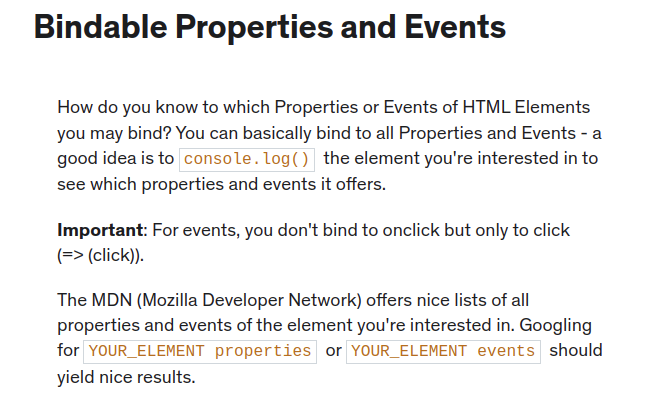 Bindable Properties and Events
How do you know to which Properties or Events of HTML Elements
you may bind? You can basically bind to all Properties and Events - a
good idea is to console.log() the element you're interested in to
see which properties and events it offers.
Important: For events, you don't bind to onclick but only to click
(=> (click)).
The MDN (Mozilla Developer Network) offers nice lists of all
properties and events of the element you're interested in. Googling
for YOUR_ELEMENT properties or YOUR_ELEMENT events should
yield nice results.